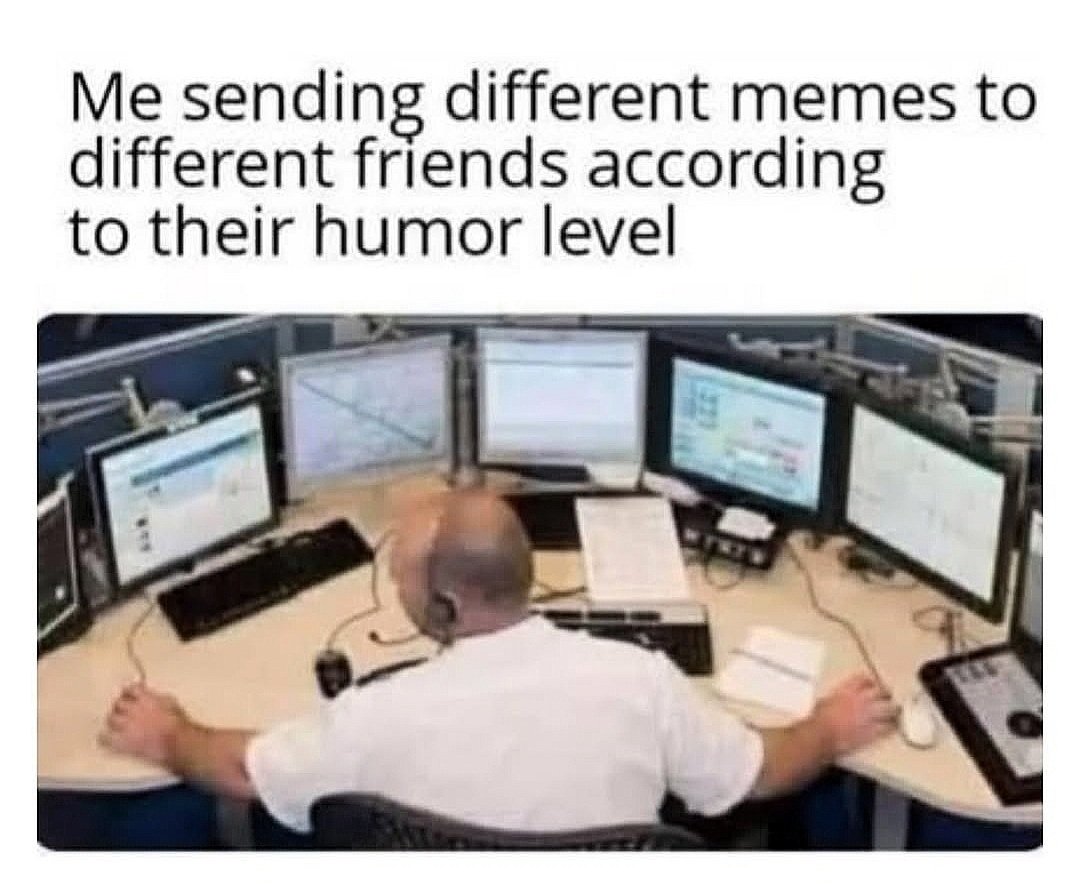 Me sending different memes to
different friends according
to their humor level